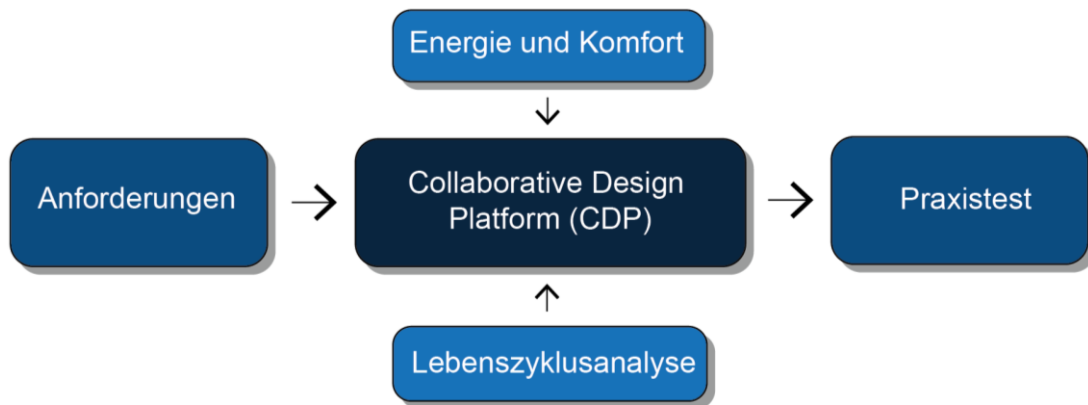 Energie und Komfort
Anforderungen
Collaborative Design
Platform (CDP)
Praxistest
Lebenszyklusanalyse